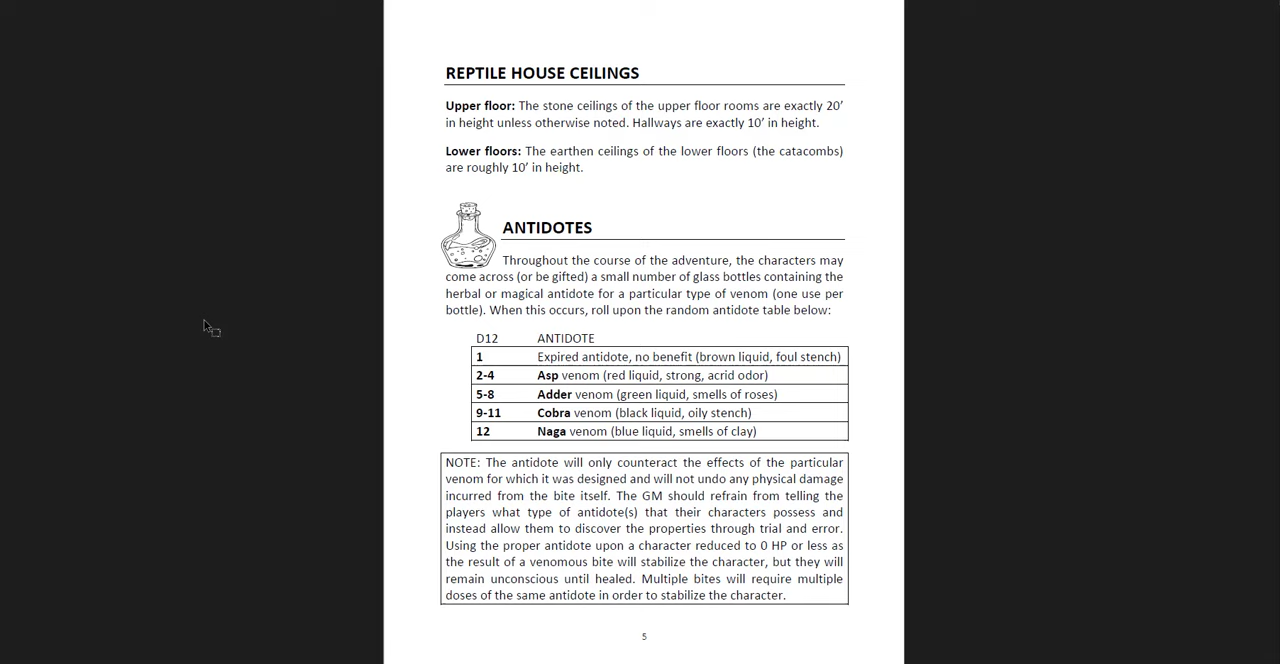 REPTILE HOUSE CEILINGS
Upper floor: The stone ceilings of the upper floor rooms are exactly 20’
in height unless otherwise noted. Hallways are exactly 10’ in height.
Lower floors: The earthen ceilings of the lower floors (the catacombs)
are roughly 10’ in height.
ANTIDOTES
Throughout the course of the adventure, the characters may
come across (or be gifted) a small number of glass bottles containing the
herbal or magical antidote for a particular type of venom (one use per
bottle). When this occurs, roll upon the random antidote table below:
D12 ANTIDOTE
1 Expired antidote, no benefit (brown liquid, foul stench)
2-4 Asp venom (red liquid, strong, acrid odor)
5-8 Adder venom (green liquid, smells of roses)
9-11 Cobra venom (black liquid, oily stench)
12 Naga venom (blue liquid, smells of clay)
NOTE: The antidote will only counteract the effects of the particular
venom for which it was designed and will not undo any physical damage
incurred from the bite itself. The GM should refrain from telling the
players what type of antidote(s) that their characters possess and
instead allow them to discover the properties through trial and error.
Using the proper antidote upon a character reduced to 0 HP or less as
the result of a venomous bite will stabilize the character, but they will
remain unconscious until healed. Multiple bites will require multiple
doses of the same antidote in order to stabilize the character.
5